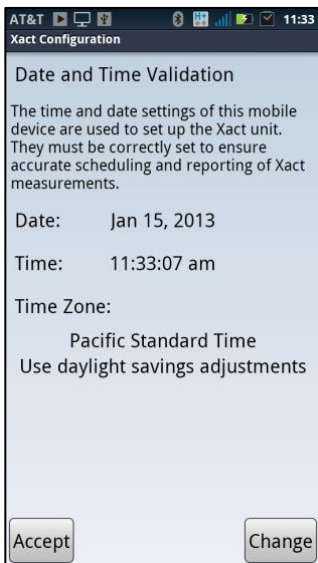 AT&T 11:33
Xact Configuration
Date and Time Validation
The time and date settings of this mobile
device are used to set up the Xact unit.
They must be correctly set to ensure
accurate scheduling and reporting of Xact
measurements.
Date: Jan 15, 2013
Time: 11:33:07 am
Time Zone:
Pacific Standard Time
Use daylight savings adjustments
Accept Change